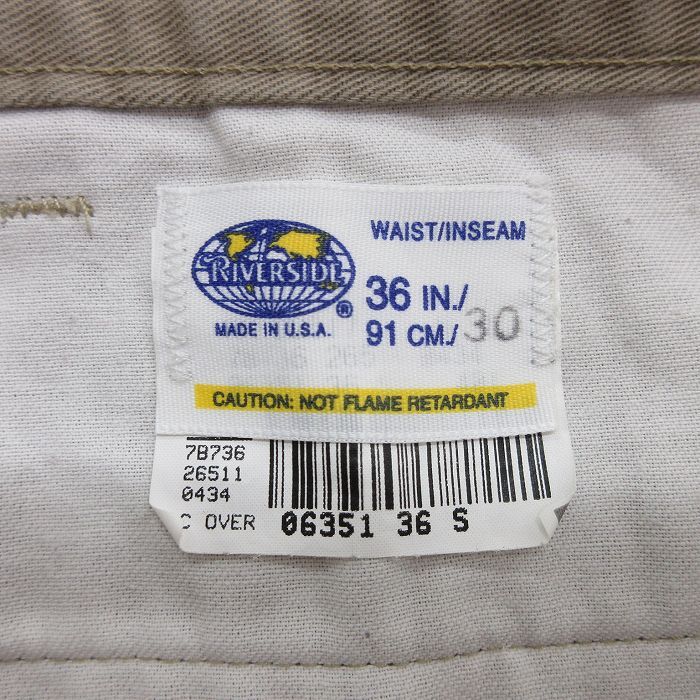 RIVERSIDE
®
MADE IN U.S.A.
WAIST/INSEAM
36 IN./
91 CM./30
CAUTION: NOT FLAME RETARDANT
7B736
26511
0434
C OVER
06351 36 S